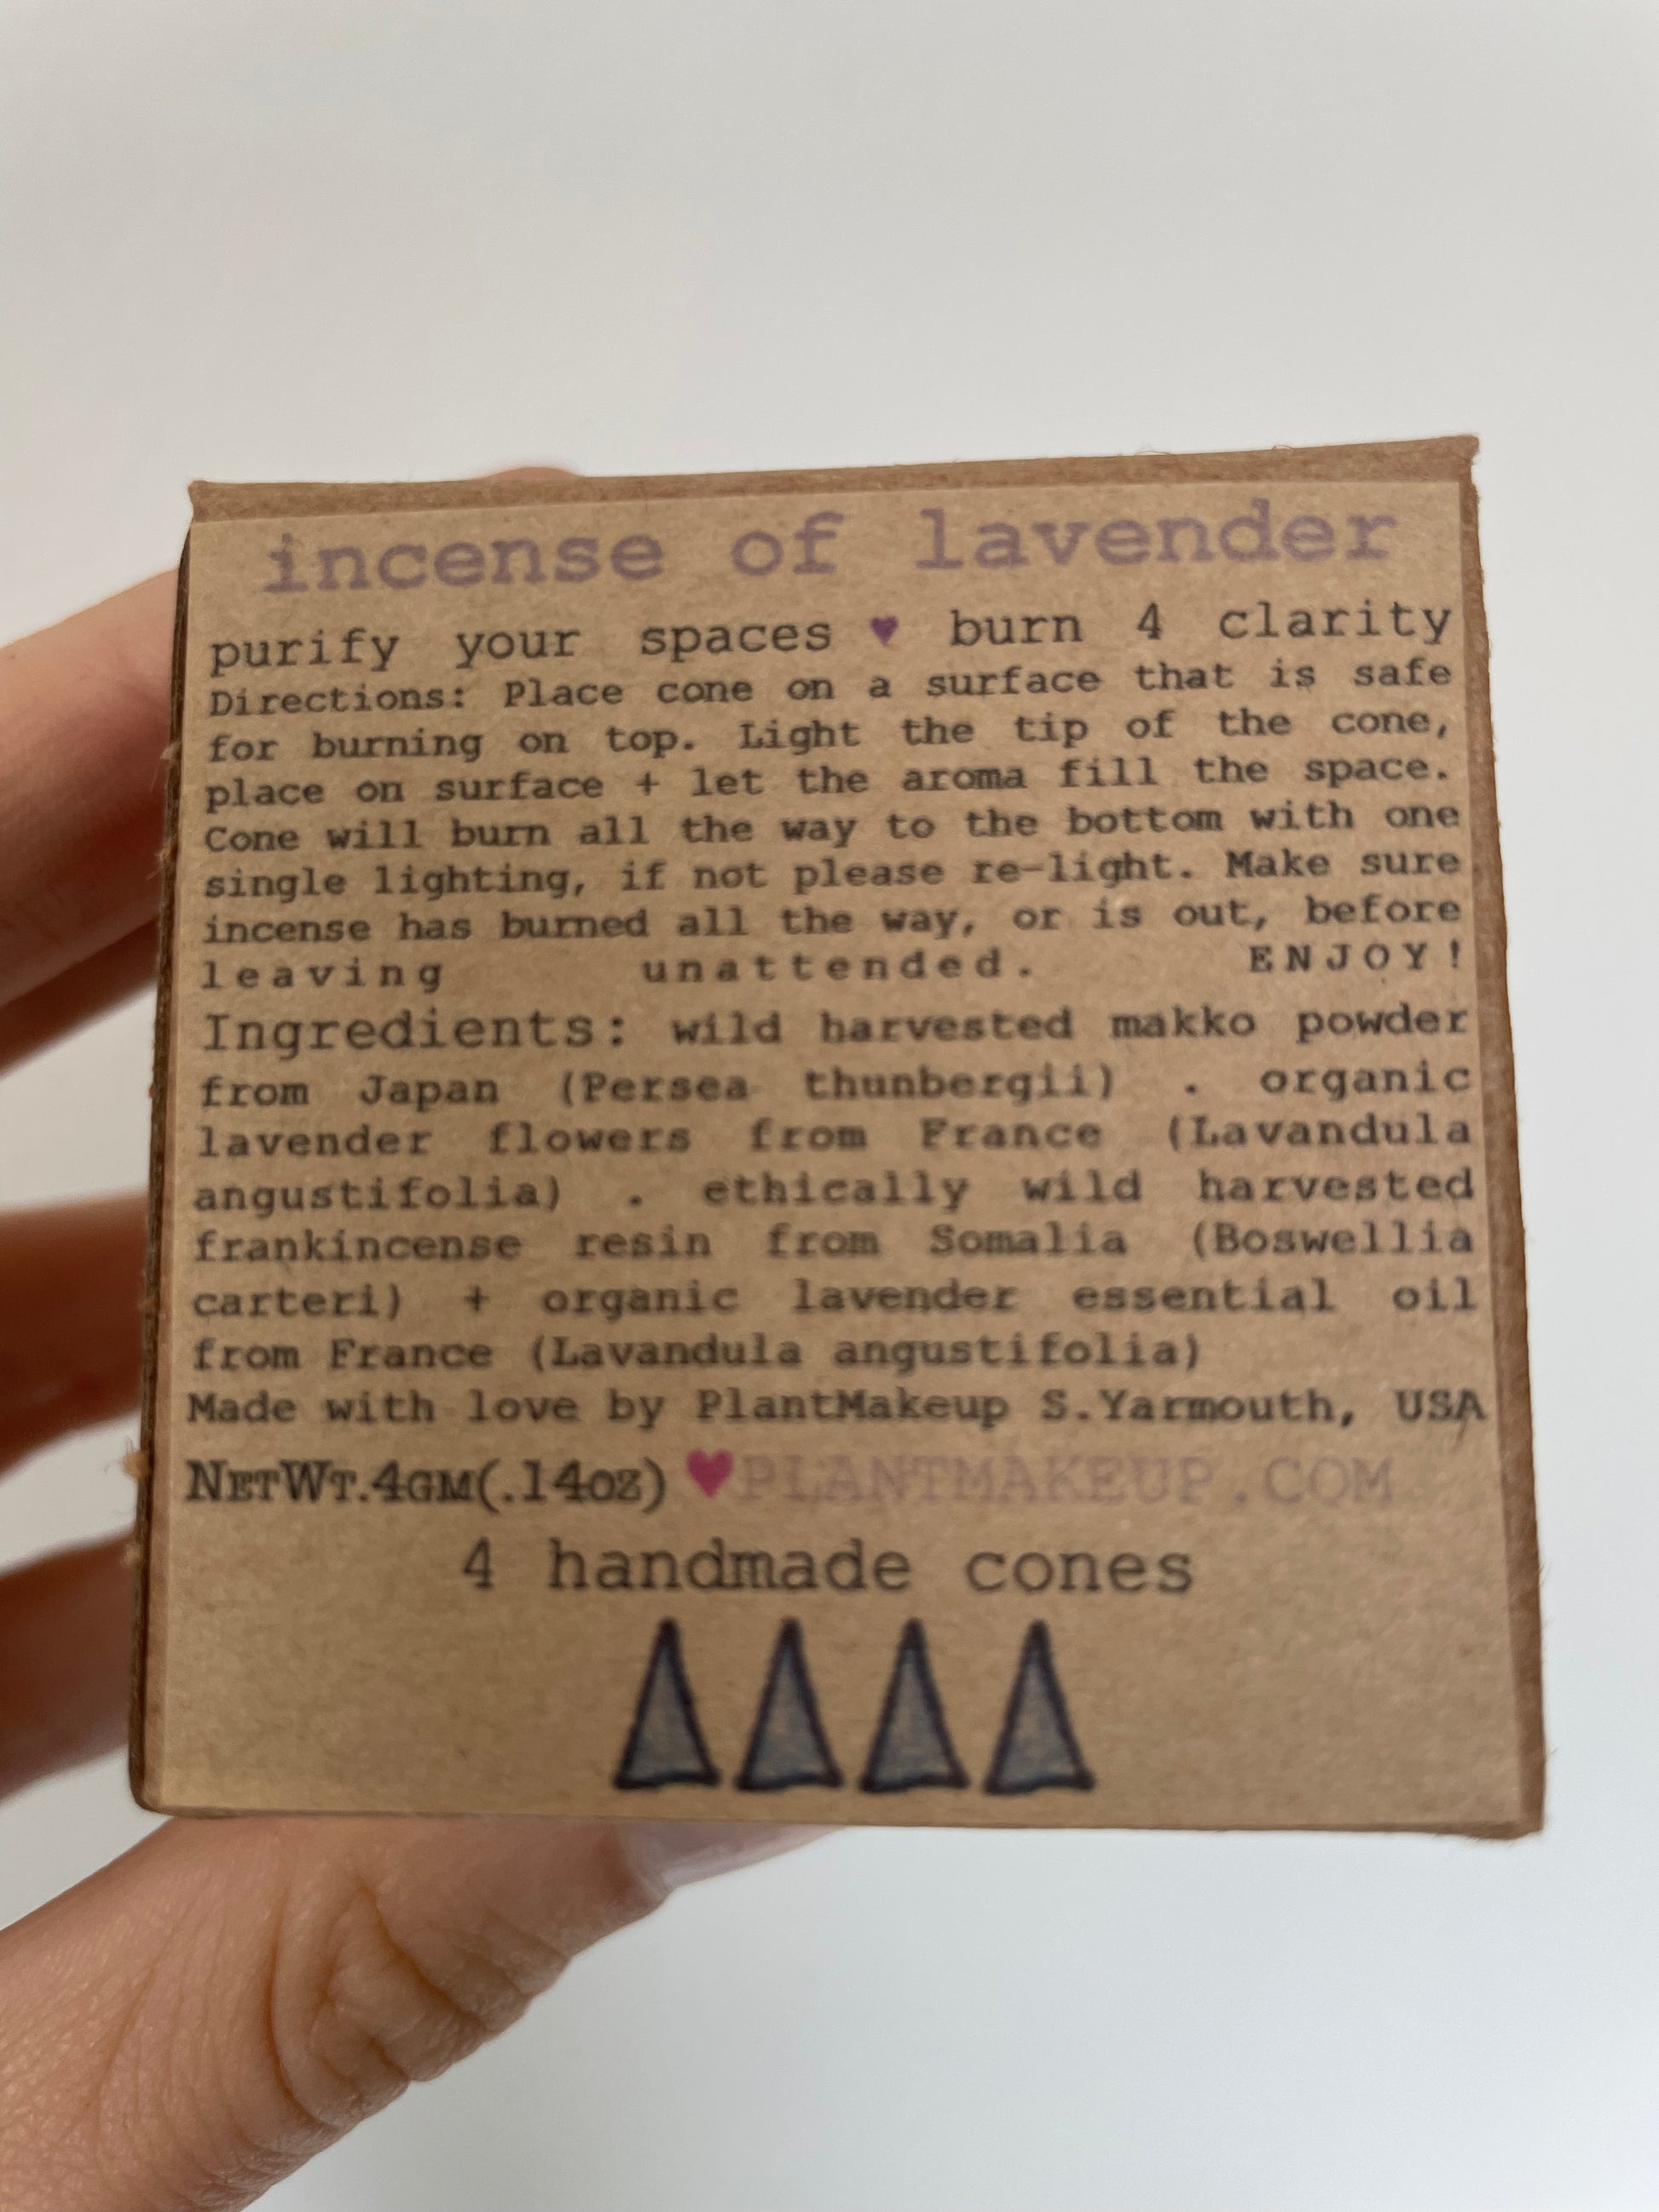 incense of lavender
purify your spaces ♥ burn 4 clarity
Directions: Place cone on a surface that is safe
for burning on top. Light the tip of the cone,
place on surface + let the aroma fill the space.
Cone will burn all the way to the bottom with one
single lighting, if not please re-light. Make sure
incense has burned all the way, or is out, before
leaving unattended. ENJOY!
Ingredients: wild harvested makko powder
from Japan (Persea thunbergii) . organic
lavender flowers from France (Lavandula
angustifolia) . ethically wild harvested
frankincense resin from Somalia (Boswellia
carteri) + organic lavender essential oil
from France (Lavandula angustifolia)
Made with love by PlantMakeup S.Yarmouth, USA
NETWT.4GM(.14OZ) ♥PLANTMAKEUP.COM
4 handmade cones